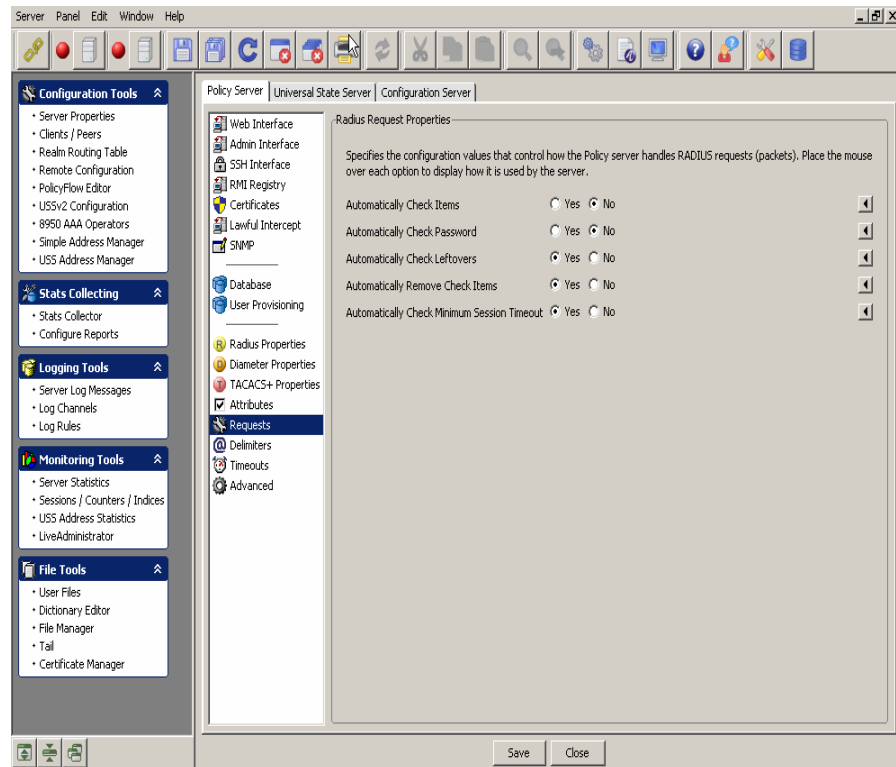 Server Panel Edit Window Help
Configuration Tools
• Server Properties
• Clients / Peers
• Realm Routing Table
• Remote Configuration
• PolicyFlow Editor
• USSv2 Configuration
• 8950 AAA Operators
• Simple Address Manager
• USS Address Manager
Stats Collecting
• Stats Collector
• Configure Reports
Logging Tools
• Server Log Messages
• Log Channels
• Log Rules
Monitoring Tools
• Server Statistics
• Sessions / Counters / Indices
• USS Address Statistics
• LiveAdministrator
File Tools
• User Files
• Dictionary Editor
• File Manager
• Tail
• Certificate Manager
Policy Server Universal State Server Configuration Server
Web Interface
Admin Interface
SSH Interface
RMI Registry
Certificates
Lawful Intercept
SNMP
Database
User Provisioning
Radius Properties
Diameter Properties
TACACS+ Properties
Attributes
Requests
Delimiters
Timeouts
Advanced
Radius Request Properties
Specifies the configuration values that control how the Policy server handles RADIUS requests (packets). Place the mouse
over each option to display how it is used by the server.
Automatically Check Items Yes No
Automatically Check Password Yes No
Automatically Check Leftovers Yes No
Automatically Remove Check Items Yes No
Automatically Check Minimum Session Timeout Yes No
Save Close